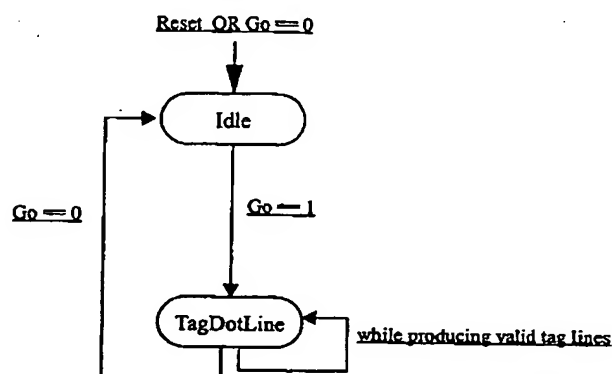 Reset OR Go == 0
Idle
Go == 0
Go == 1
TagDotLine
while producing valid tag lines